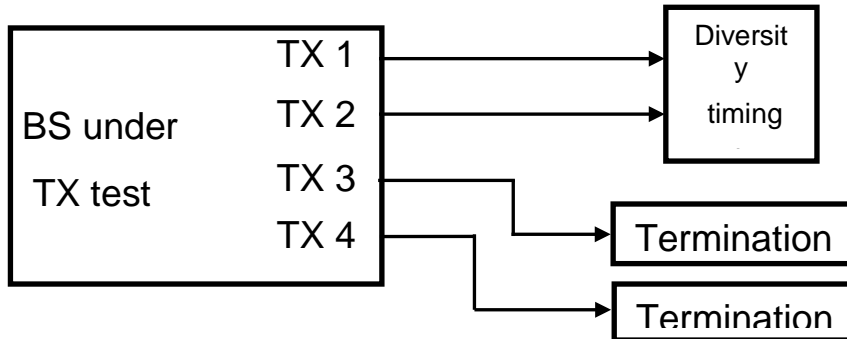 TX 1
TX 2
TX 3
TX 4
BS under
TX test
Diversit
y
timing
Termination
Termination